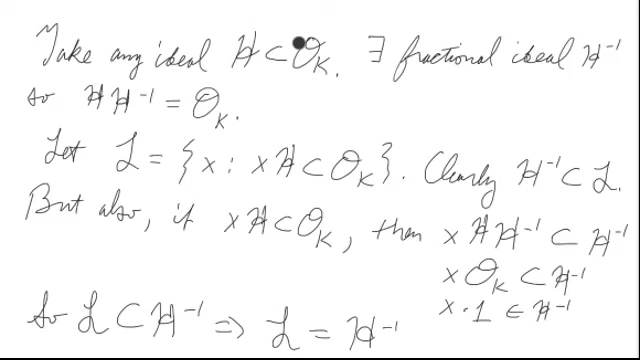 Take any ideal 𝔄 ⊂ 𝒪_K. ∃ fractional ideal 𝔄⁻¹
so 𝔄𝔄⁻¹ = 𝒪_K.
Let ℒ = {x : x𝔄 ⊂ 𝒪_K}. Clearly 𝔄⁻¹ ⊂ ℒ.
But also, if x𝔄 ⊂ 𝒪_K, then x𝔄𝔄⁻¹ ⊂ 𝔄⁻¹
x𝒪_K ⊂ 𝔄⁻¹
x·1 ∈ 𝔄⁻¹
So ℒ ⊂ 𝔄⁻¹ ⇒ ℒ = 𝔄⁻¹